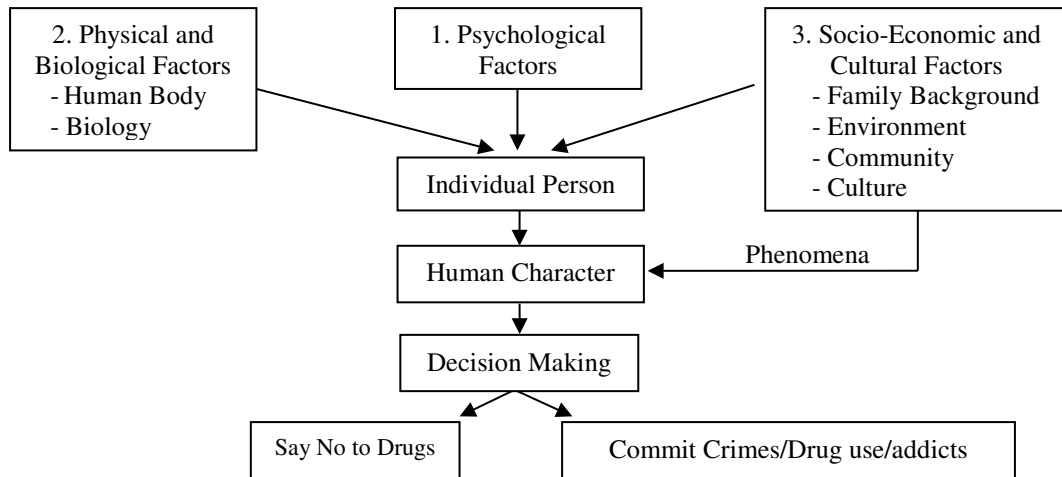 2. Physical and
Biological Factors
- Human Body
- Biology
1. Psychological
Factors
3. Socio-Economic and
Cultural Factors
- Family Background
- Environment
- Community
- Culture
Individual Person
Phenomena
Human Character
Decision Making
Say No to Drugs
Commit Crimes/Drug use/addicts